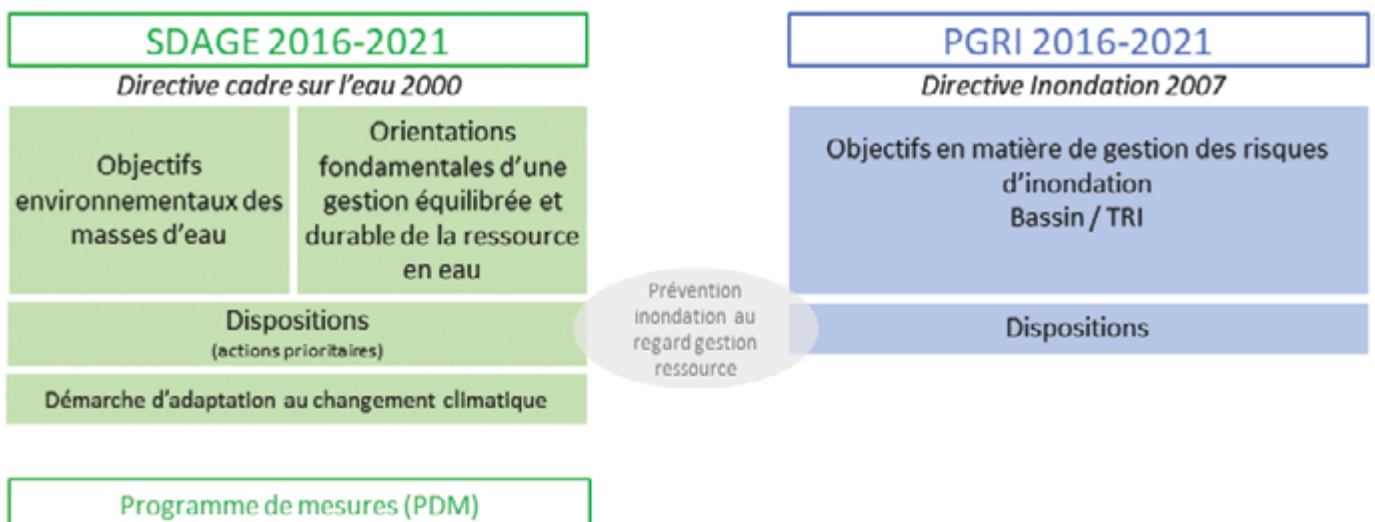 SDAGE 2016-2021
Directive cadre sur l'eau 2000
Objectifs
environnementaux des
masses d'eau
Orientations
fondamentales d'une
gestion équilibrée et
durable de la ressource
en eau
Dispositions
(actions prioritaires)
Démarche d'adaptation au changement climatique
Programme de mesures (PDM)
Prévention
inondation au
regard gestion
ressource
PGRI 2016-2021
Directive Inondation 2007
Objectifs en matière de gestion des risques
d'inondation
Bassin / TRI
Dispositions